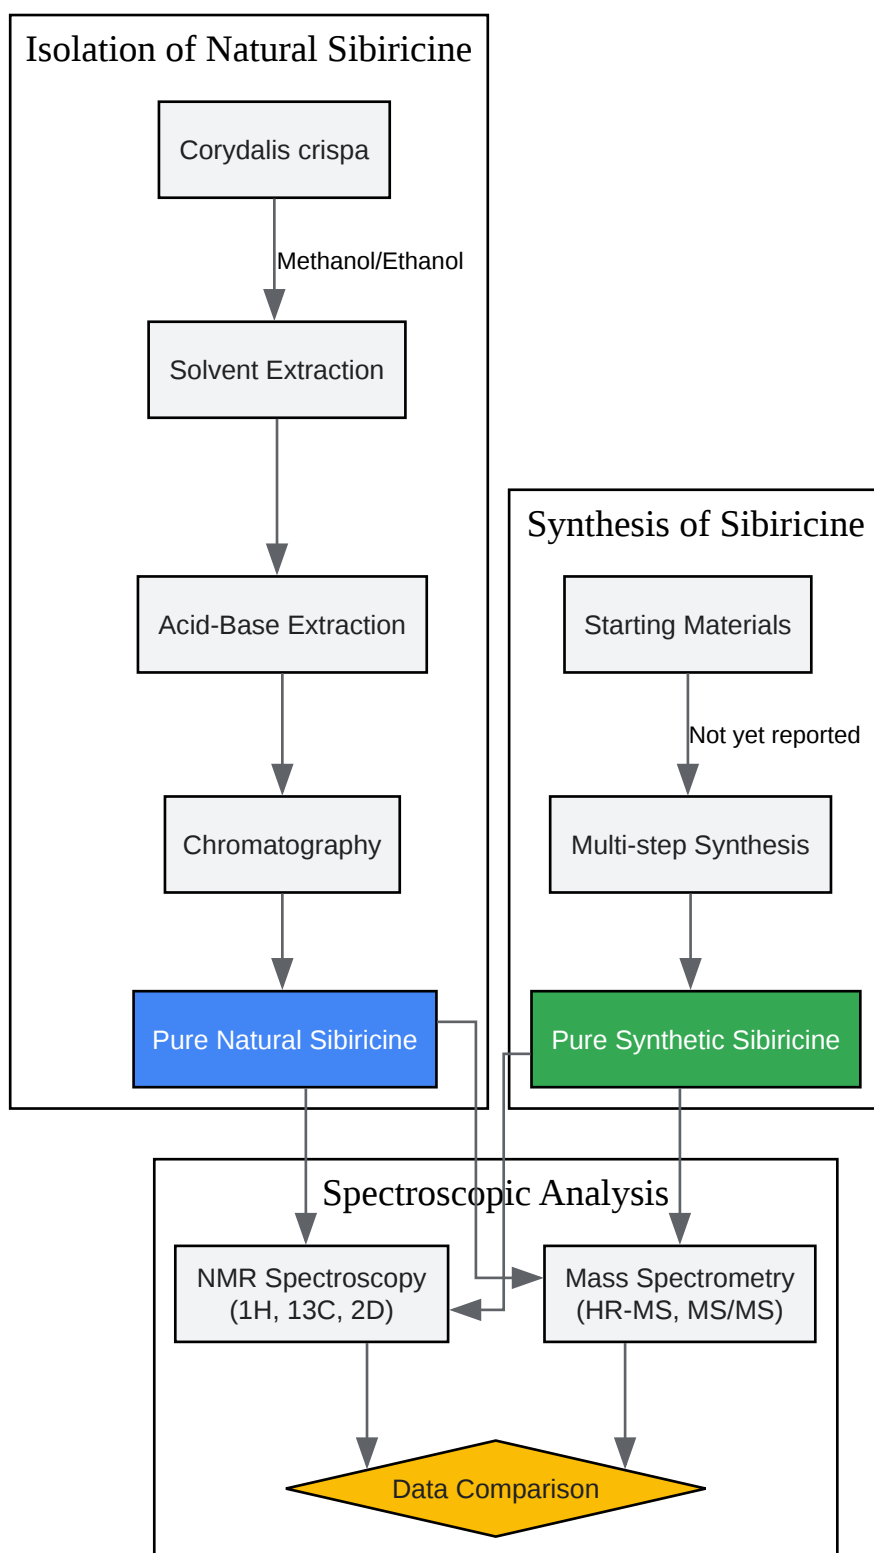 Isolation of Natural Sibiricine
Corydalis crispa
Methanol/Ethanol
Solvent Extraction
Acid-Base Extraction
Chromatography
Pure Natural Sibiricine
Synthesis of Sibiricine
Starting Materials
Not yet reported
Multi-step Synthesis
Pure Synthetic Sibiricine
Spectroscopic Analysis
NMR Spectroscopy
(1H, 13C, 2D)
Mass Spectrometry
(HR-MS, MS/MS)
Data Comparison